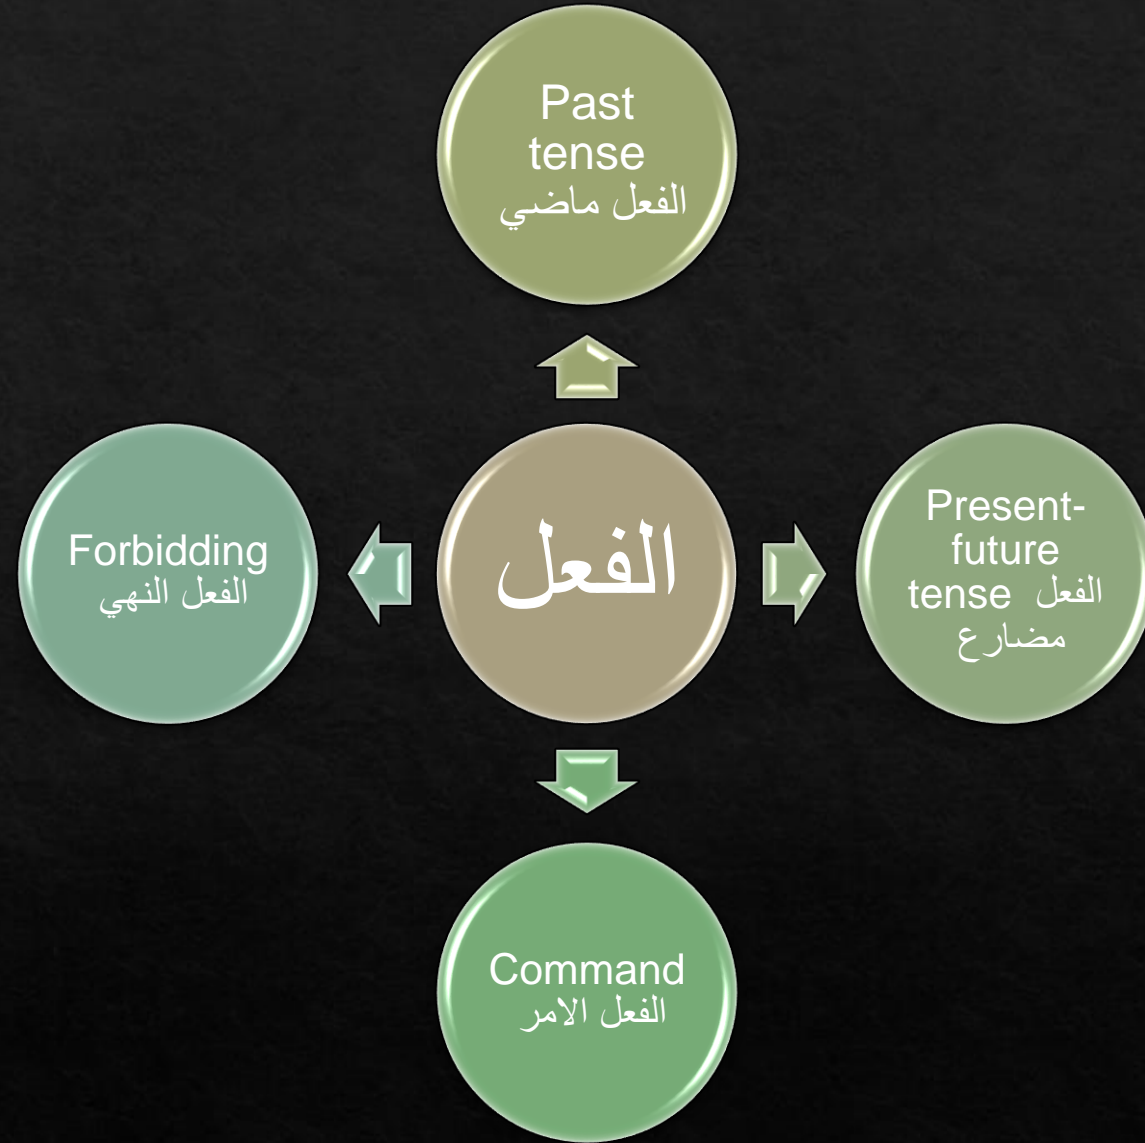 Past
tense
الفعل ماضي
Forbidding
الفعل النهي
الفعل
Present-
future
tense الفعل
مضارع
Command
الفعل الامر